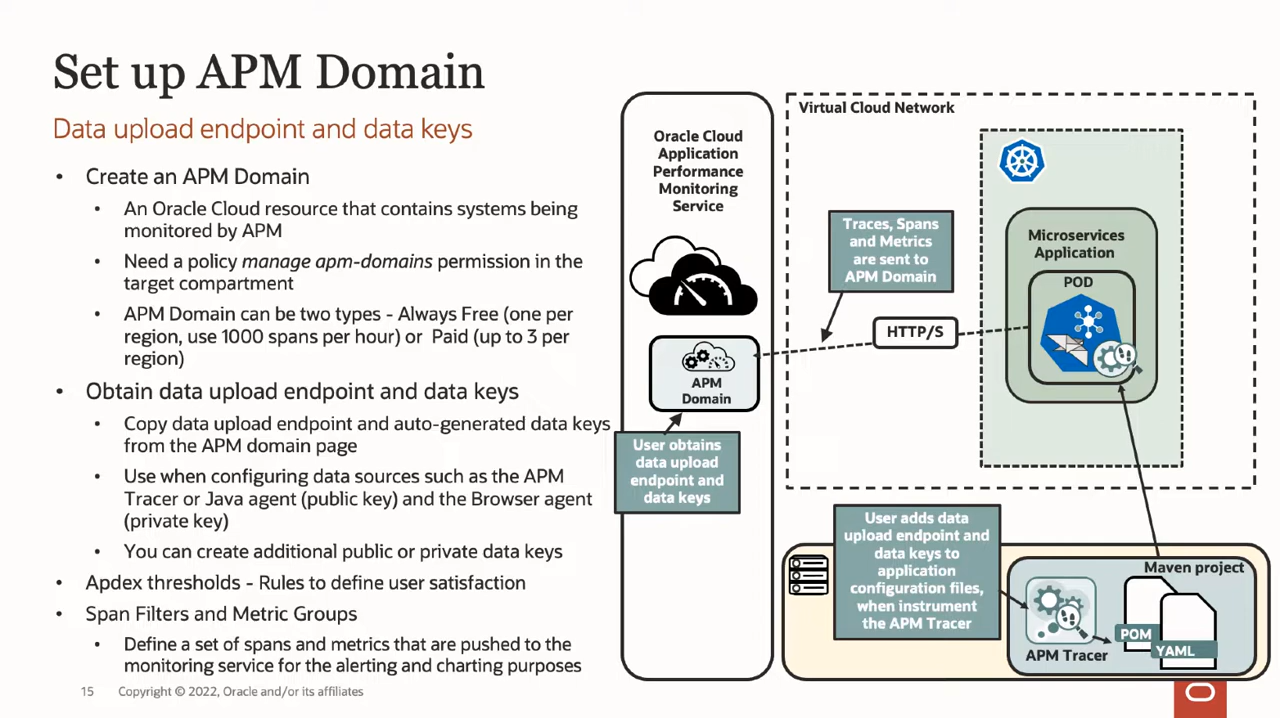 Set up APM Domain
Data upload endpoint and data keys
• Create an APM Domain
• An Oracle Cloud resource that contains systems being
monitored by APM
• Need a policy manage apm-domains permission in the
target compartment
• APM Domain can be two types - Always Free (one per
region, use 1000 spans per hour) or Paid (up to 3 per
region)
• Obtain data upload endpoint and data keys
• Copy data upload endpoint and auto-generated data keys
from the APM domain page
• Use when configuring data sources such as the APM
Tracer or Java agent (public key) and the Browser agent
(private key)
• You can create additional public or private data keys
• Apdex thresholds - Rules to define user satisfaction
• Span Filters and Metric Groups
• Define a set of spans and metrics that are pushed to the
monitoring service for the alerting and charting purposes
15 Copyright © 2022, Oracle and/or its affiliates
Oracle Cloud
Application
Performance
Monitoring
Service
APM
Domain
User obtains
data upload
endpoint and
data keys
Virtual Cloud Network
Traces, Spans
and Metrics
are sent to
APM Domain
HTTP/S
Microservices
Application
POD
User adds data
upload endpoint and
data keys to
application
configuration files,
when instrument
the APM Tracer
Maven project
APM Tracer
POM
YAML